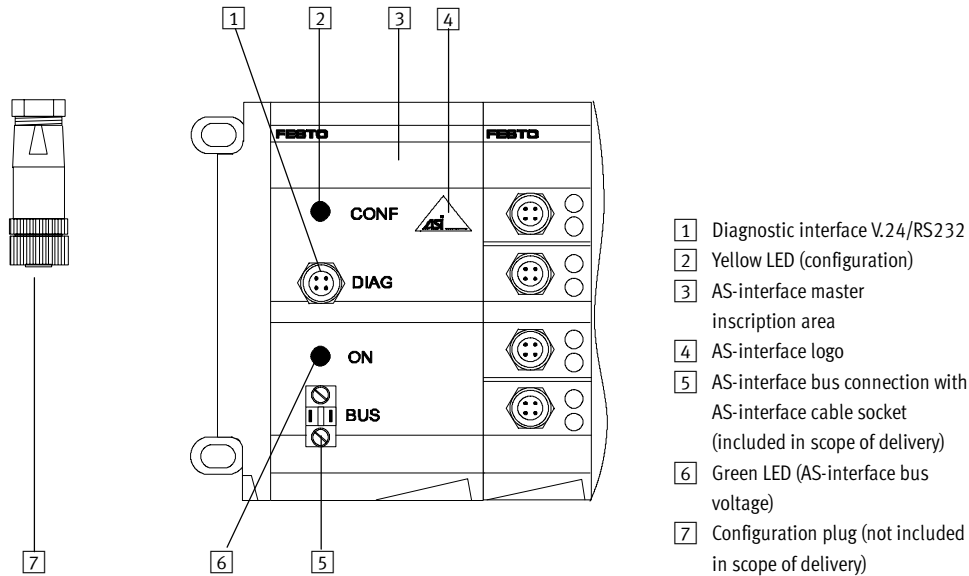 1 2 3 4
FESTO FESTO
CONF ASi
DIAG
ON
BUS
7 6 5
1 Diagnostic interface V.24/RS232
2 Yellow LED (configuration)
3 AS-interface master
inscription area
4 AS-interface logo
5 AS-interface bus connection with
AS-interface cable socket
(included in scope of delivery)
6 Green LED (AS-interface bus
voltage)
7 Configuration plug (not included
in scope of delivery)